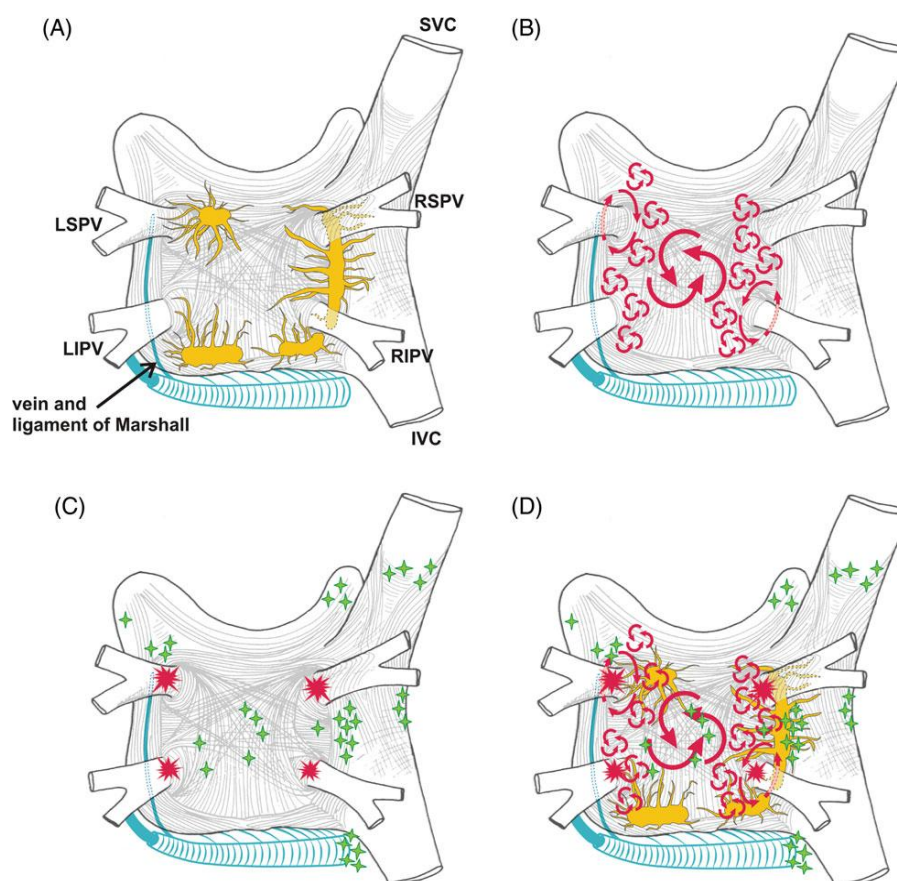 (A)
SVC
LSPV
RSPV
LIPV
RIPV
vein and
ligament of Marshall
IVC
(B)
(C)
(D)